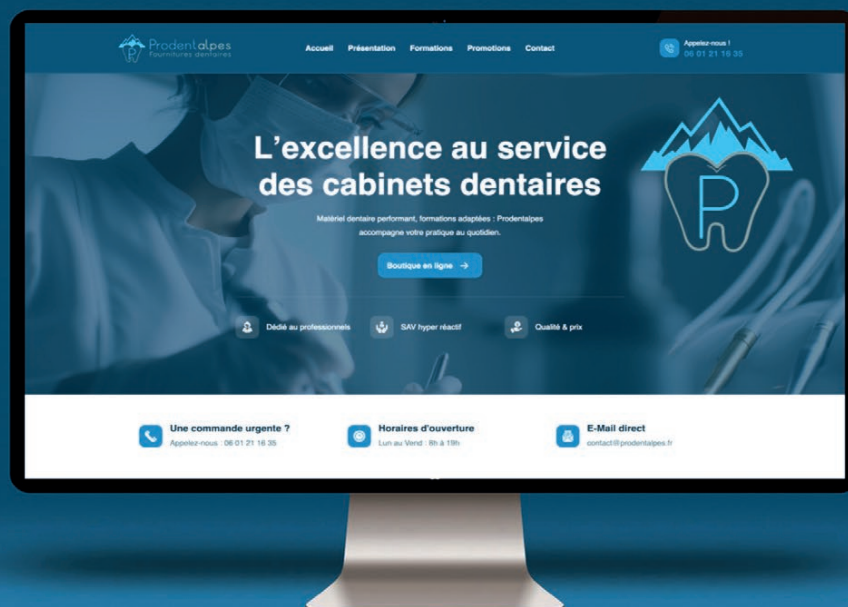 Prodentalpes
fournitures dentaires
Accueil Présentation Formations Promotions Contact
Appelez-nous !
06 01 21 16 35
L'excellence au service
des cabinets dentaires
P
Matériel dentaire performant, formations adaptées : Prodentalpes
accompagne votre pratique au quotidien.
Boutique en ligne →
Dédié au professionnels SAV hyper réactif Qualité & prix
Une commande urgente ? Horaires d'ouverture E-Mail direct
Appelez-nous : 06 01 21 16 35 Lun au Vend : 8h à 19h contact@prodentalpes.fr